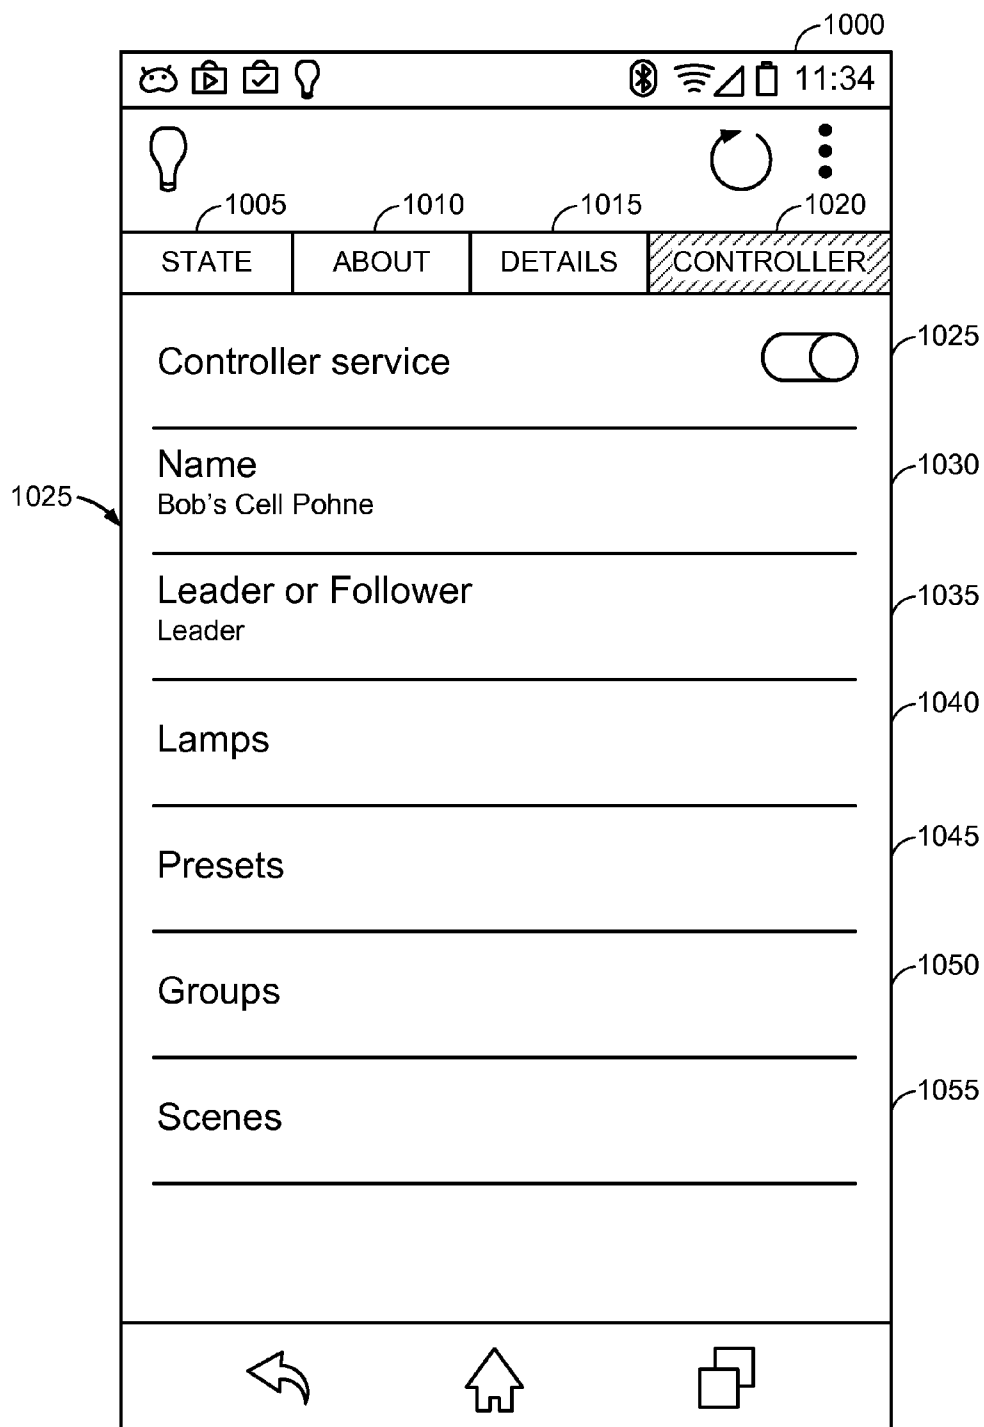 1000
11:34
1005 1010 1015 1020
STATE ABOUT DETAILS CONTROLLER
1025
Controller service
Name
1030
Bob's Cell Pohne
1025
Leader or Follower
1035
Leader
1040
Lamps
1045
Presets
1050
Groups
1055
Scenes